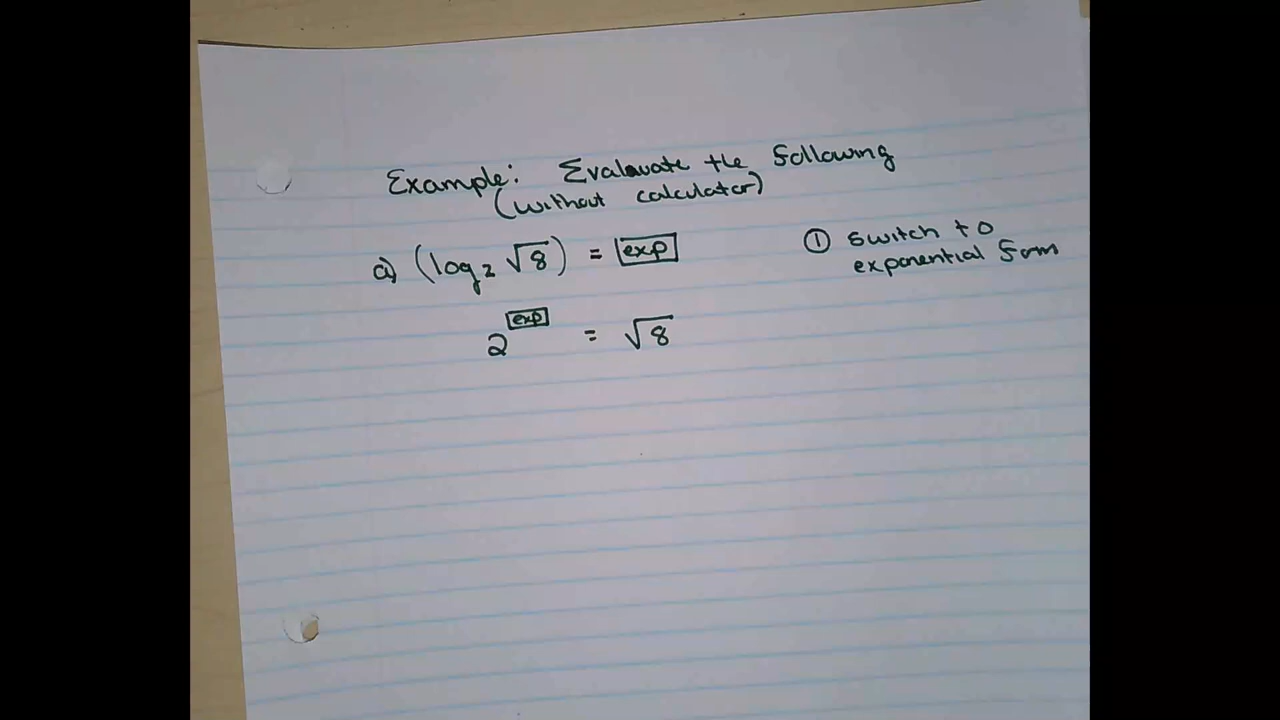 Example: Evaluate the following
(without calculator)
a) (log₂ √8) = exp
① switch to
exponential form
2^exp = √8